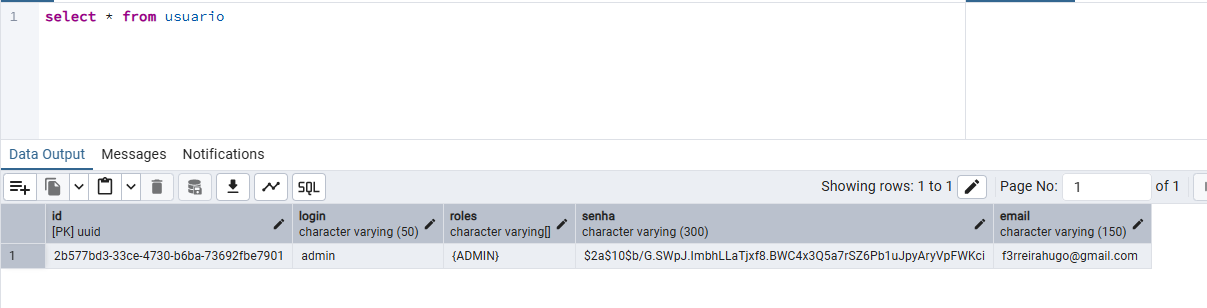 1 select * from usuario
Data Output Messages Notifications
SQL Showing rows: 1 to 1 Page No: 1 of 1
id login roles senha email
[PK] uuid character varying (50) character varying[] character varying (300) character varying (150)
1 2b577bd3-33ce-4730-b6ba-73692fbe7901 admin {ADMIN} $2a$10$b/G.SWpJ.ImbhLLaTjxf8.BWC4x3Q5a7rSZ6Pb1uJpyAryVpFWKci f3rreirahugo@gmail.com